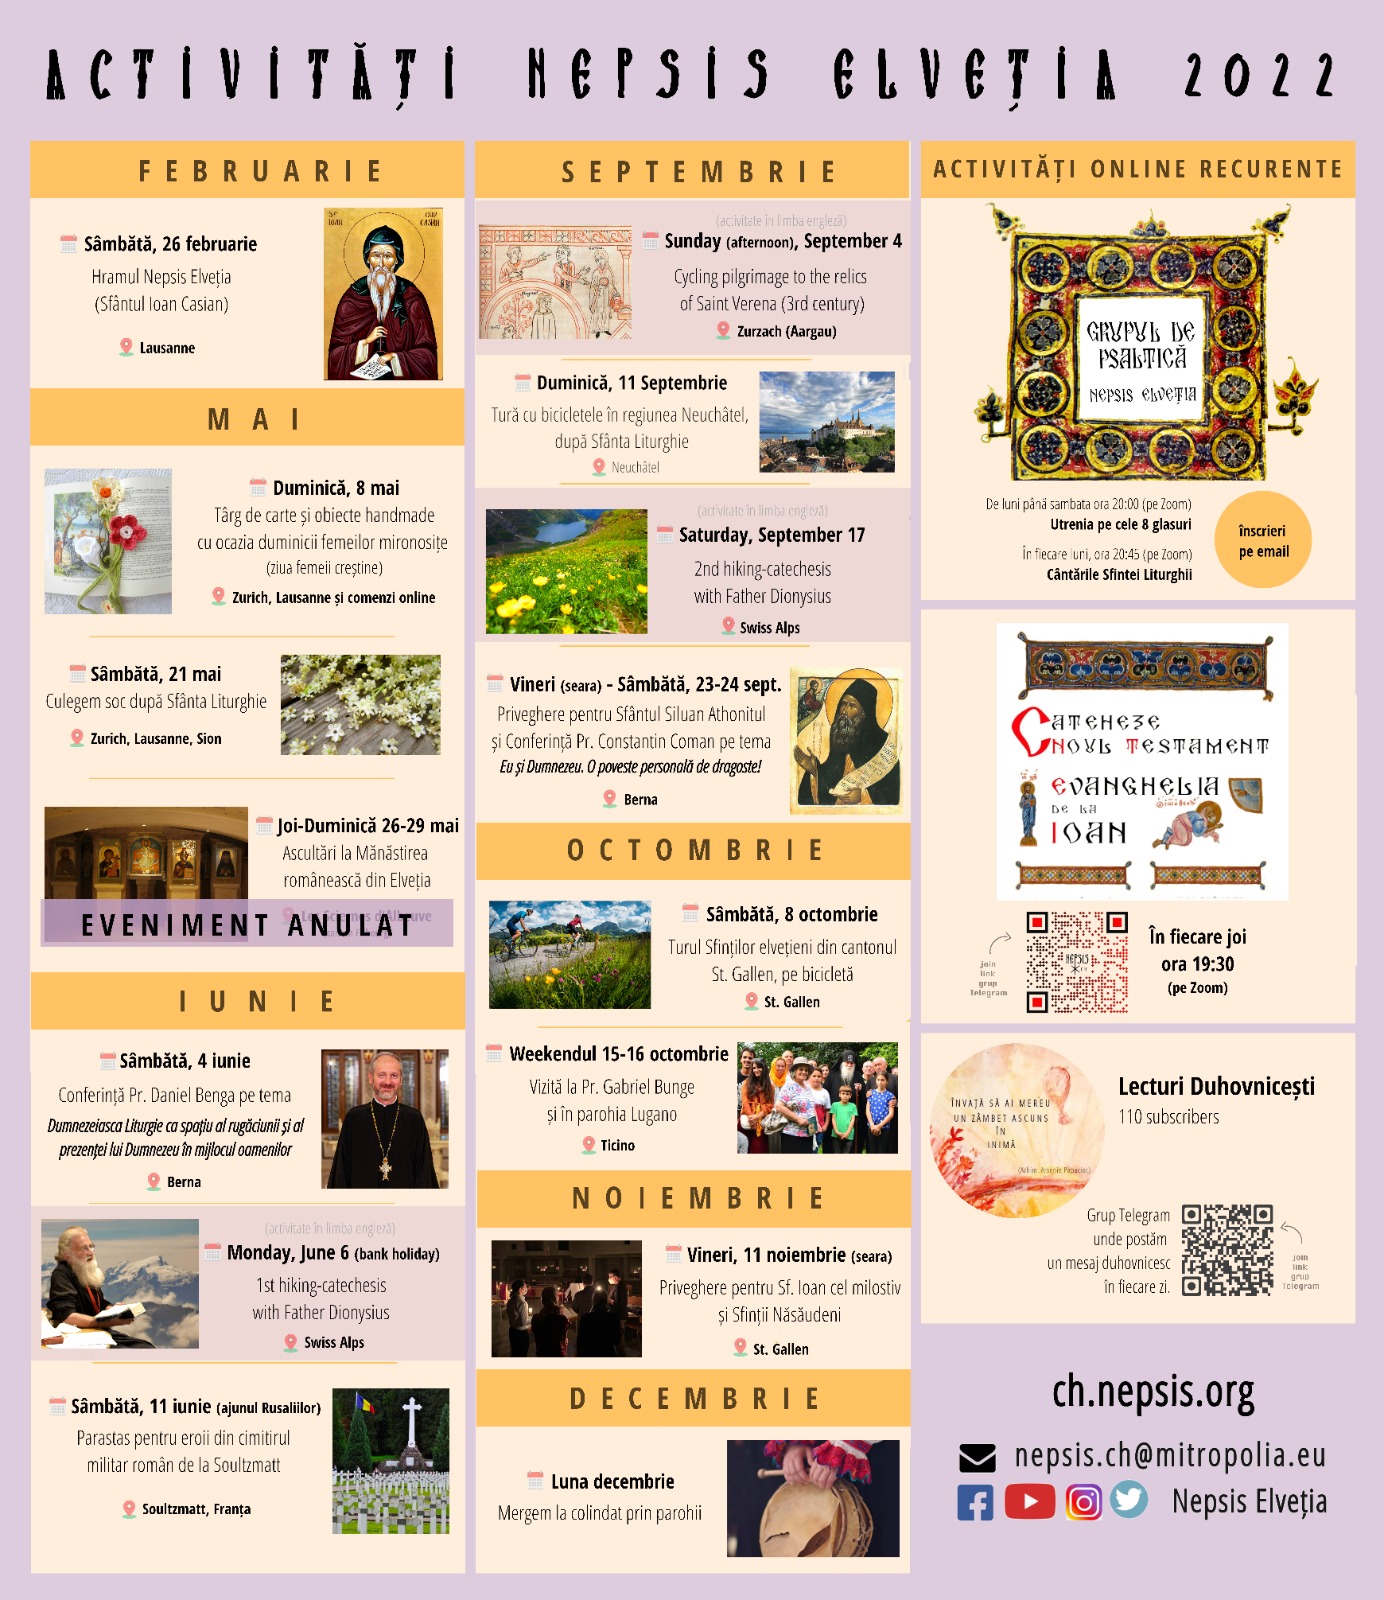 ACTIVITĂȚI NEPSIS ELVEȚIA 2022
FEBRUARIE
Sâmbătă, 26 februarie
Hramul Nepsis Elveția
(Sfântul Ioan Casian)
Lausanne
MAI
Duminică, 8 mai
Târg de carte și obiecte handmade
cu ocazia duminicii femeilor mironosițe
(ziua femeii creștine)
Zurich, Lausanne și comenzi online
Sâmbătă, 21 mai
Culegem soc după Sfânta Liturghie
Zurich, Lausanne, Sion
Joi-Duminică 26-29 mai
Ascultări la Mănăstirea
românească din Elveția
EVENIMENT ANULAT
IUNIE
Sâmbătă, 4 iunie
Conferință Pr. Daniel Benga pe tema
Dumnezeiasca Liturgie ca spațiu al rugăciunii și al
prezenței lui Dumnezeu în mijlocul oamenilor
Berna
(activitate în limba engleză)
Monday, June 6 (bank holiday)
1st hiking-catechesis
with Father Dionysius
Swiss Alps
Sâmbătă, 11 iunie (ajunul Rusaliilor)
Parastas pentru eroii din cimitirul
militar român de la Soultzmatt
Soultzmatt, Franța
SEPTEMBRIE
(activitate în limba engleză)
Sunday (afternoon), September 4
Cycling pilgrimage to the relics
of Saint Verena (3rd century)
Zurzach (Aargau)
Duminică, 11 Septembrie
Tură cu bicicletele în regiunea Neuchâtel,
după Sfânta Liturghie
Neuchâtel
(activitate în limba engleză)
Saturday, September 17
2nd hiking-catechesis
with Father Dionysius
Swiss Alps
Vineri (seara) - Sâmbătă, 23-24 sept.
Priveghere pentru Sfântul Siluan Athonitul
și Conferință Pr. Constantin Coman pe tema
Eu și Dumnezeu. O poveste personală de dragoste!
Berna
OCTOMBRIE
Sâmbătă, 8 octombrie
Turul Sfinților elvețieni din cantonul
St. Gallen, pe bicicletă
St. Gallen
Weekendul 15-16 octombrie
Vizită la Pr. Gabriel Bunge
și în parohia Lugano
Ticino
NOIEMBRIE
Vineri, 11 noiembrie (seara)
Priveghere pentru Sf. Ioan cel milostiv
și Sfinții Năsăudeni
St. Gallen
DECEMBRIE
Luna decembrie
Mergem la colindat prin parohii
ACTIVITĂȚI ONLINE RECURENTE
GRUPUL DE
PSALTICĂ
NEPSIS ELVEȚIA
De luni până sambata ora 20:00 (pe Zoom)
Utrenia pe cele 8 glasuri
În fiecare luni, ora 20:45 (pe Zoom)
Cântările Sfintei Liturghii
înscrieri
pe email
CATEHEZE
NOUL TESTAMENT
EVANGHELIA
DE LA
IOAN
join
link
grup
Telegram
NEPSIS
În fiecare joi
ora 19:30
(pe Zoom)
ÎNVAȚĂ SĂ AI MEREU
UN ZÂMBET ASCUNS
ÎN
INIMĂ
(Arhim. Arsenie Papacioc)
Lecturi Duhovnicești
110 subscribers
Grup Telegram
unde postăm
un mesaj duhovnicesc
în fiecare zi.
join
link
grup
Telegram
ch.nepsis.org
nepsis.ch@mitropolia.eu
Nepsis Elveția